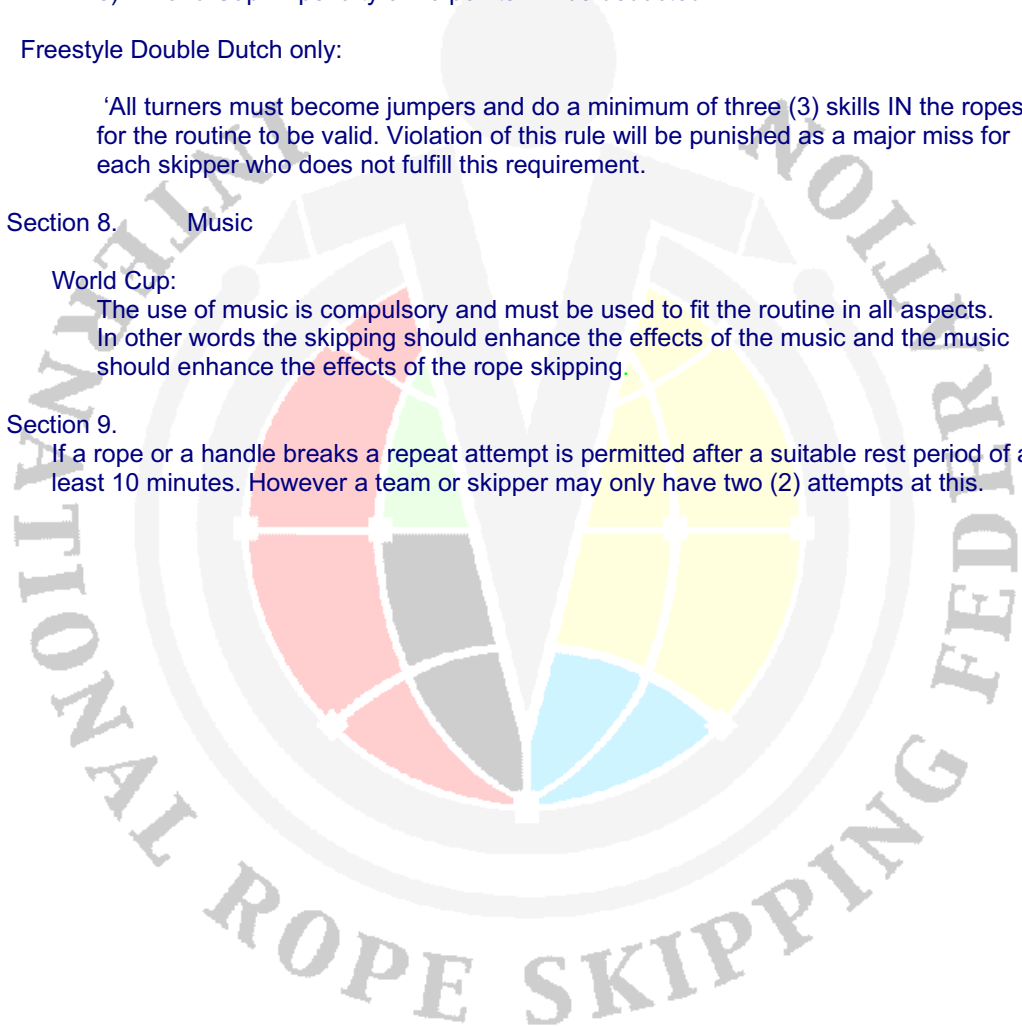 Freestyle Double Dutch only:
‘All turners must become jumpers and do a minimum of three (3) skills IN the ropes
for the routine to be valid. Violation of this rule will be punished as a major miss for
each skipper who does not fulfill this requirement.
Section 8. Music
World Cup:
The use of music is compulsory and must be used to fit the routine in all aspects.
In other words the skipping should enhance the effects of the music and the music
should enhance the effects of the rope skipping.
Section 9.
If a rope or a handle breaks a repeat attempt is permitted after a suitable rest period of a
least 10 minutes. However a team or skipper may only have two (2) attempts at this.
INTERNATIONAL ROPE SKIPPING FEDERATION